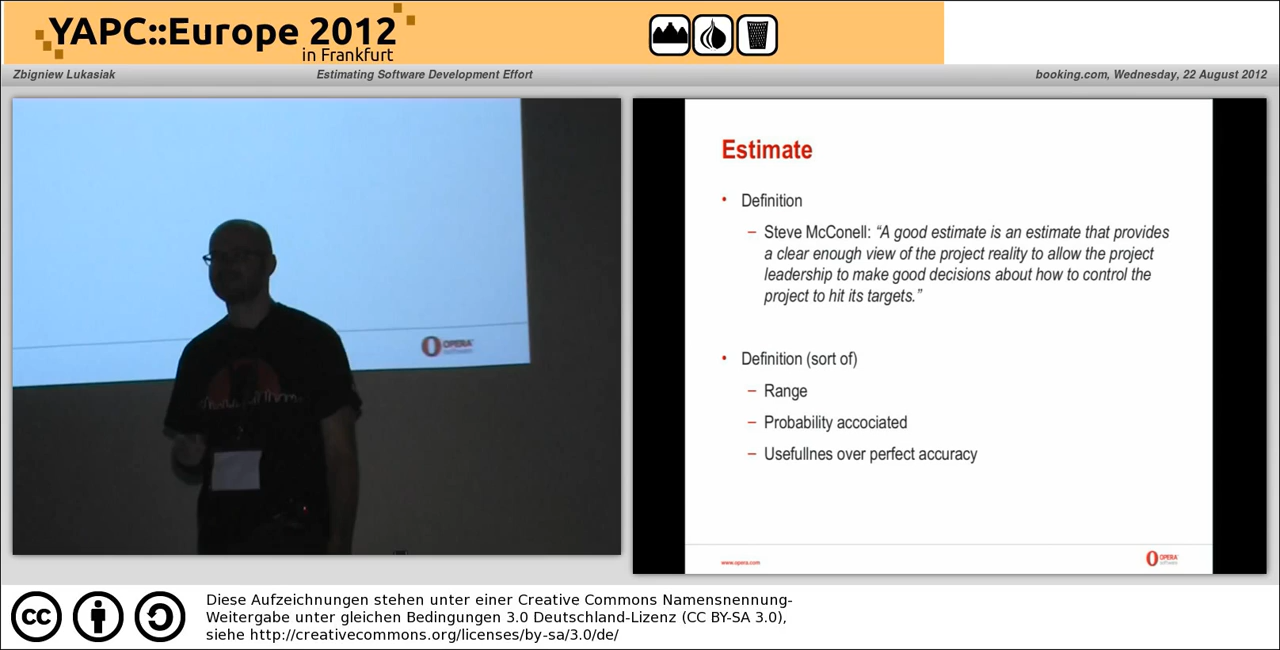 YAPC::Europe 2012
in Frankfurt
Zbigniew Lukasiak
Estimating Software Development Effort
booking.com, Wednesday, 22 August 2012
OPERA
software
Estimate
• Definition
– Steve McConell: “A good estimate is an estimate that provides
a clear enough view of the project reality to allow the project
leadership to make good decisions about how to control the
project to hit its targets.”
• Definition (sort of)
– Range
– Probability accociated
– Usefullnes over perfect accuracy
www.opera.com
OPERA
software
cc
Diese Aufzeichnungen stehen unter einer Creative Commons Namensnennung-
Weitergabe unter gleichen Bedingungen 3.0 Deutschland-Lizenz (CC BY-SA 3.0),
siehe http://creativecommons.org/licenses/by-sa/3.0/de/